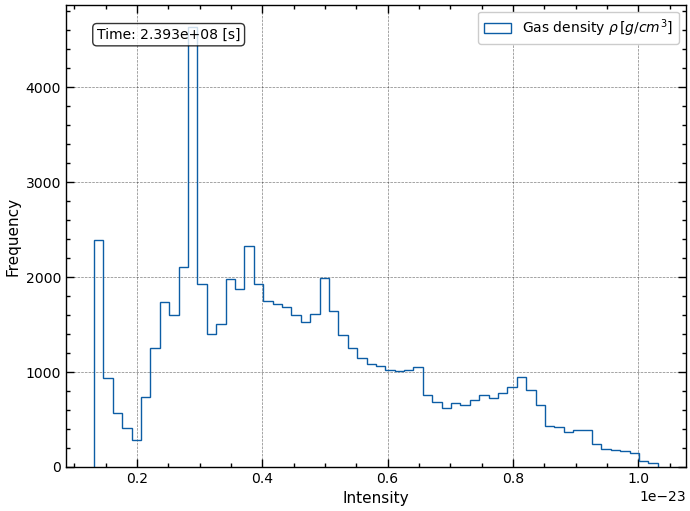 Time: 2.393e+08 [s]
Gas density ρ [g/cm³]
Frequency
4000
3000
2000
1000
0
0.2 0.4 0.6 0.8 1.0
1e−23
Intensity